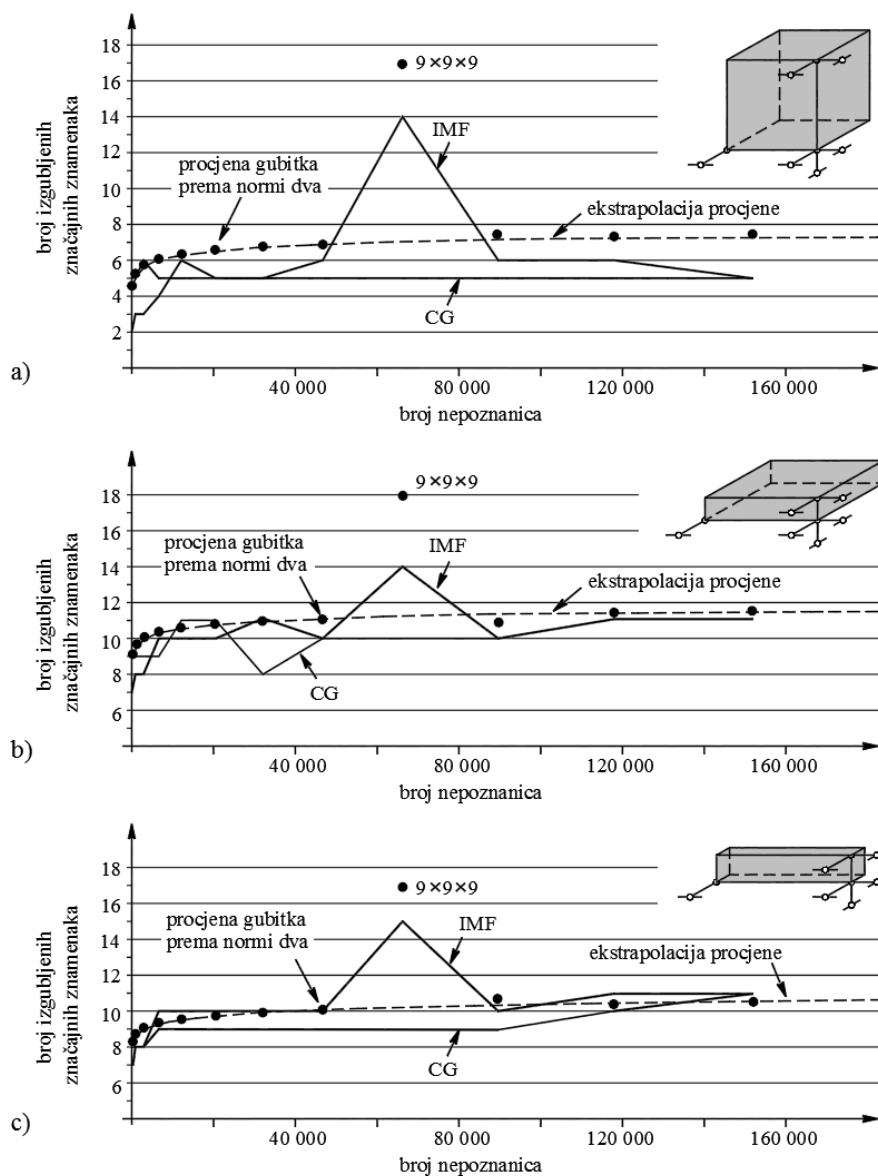 broj izgubljenih
značajnih znamenaka
18
16
14
12
10
8
6
4
2
9×9×9
IMF
procjena gubitka
prema normi dva
ekstrapolacija procjene
CG
a)
40 000
80 000
120 000
160 000
broj nepoznanica
broj izgubljenih
značajnih znamenaka
18
16
14
12
10
8
6
9×9×9
procjena gubitka
prema normi dva
IMF
ekstrapolacija procjene
CG
b)
40 000
80 000
120 000
160 000
broj nepoznanica
broj izgubljenih
značajnih znamenaka
18
16
14
12
10
8
6
4
9×9×9
procjena gubitka
prema normi dva
IMF
ekstrapolacija procjene
CG
c)
40 000
80 000
120 000
160 000
broj nepoznanica